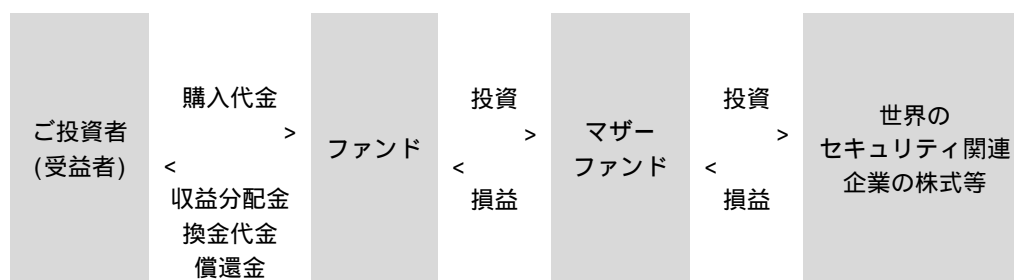 ご投資者
(受益者)
購入代金
>
<
収益分配金
換金代金
償還金
ファンド
投資
>
<
損益
マザー
ファンド
投資
>
<
損益
世界の
セキュリティ関連
企業の株式等